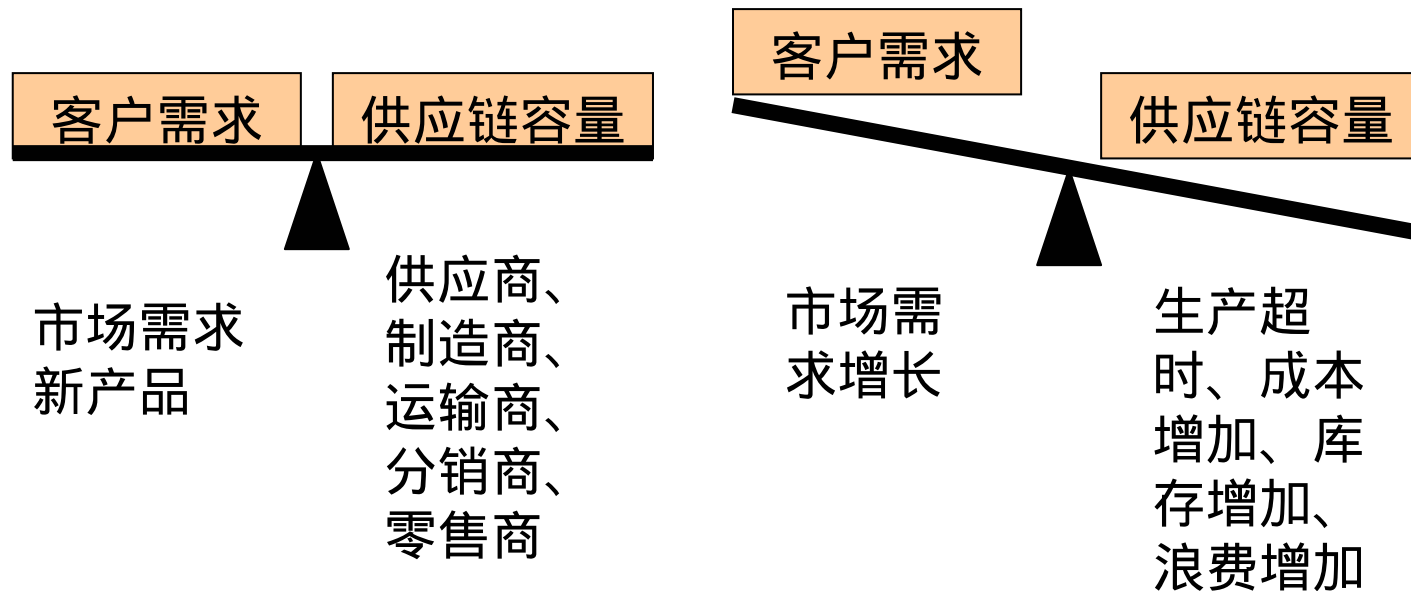 客户需求
供应链容量
市场需求
新产品
供应商、
制造商、
运输商、
分销商、
零售商
客户需求
供应链容量
市场需
求增长
生产超
时、成本
增加、库
存增加、
浪费增加